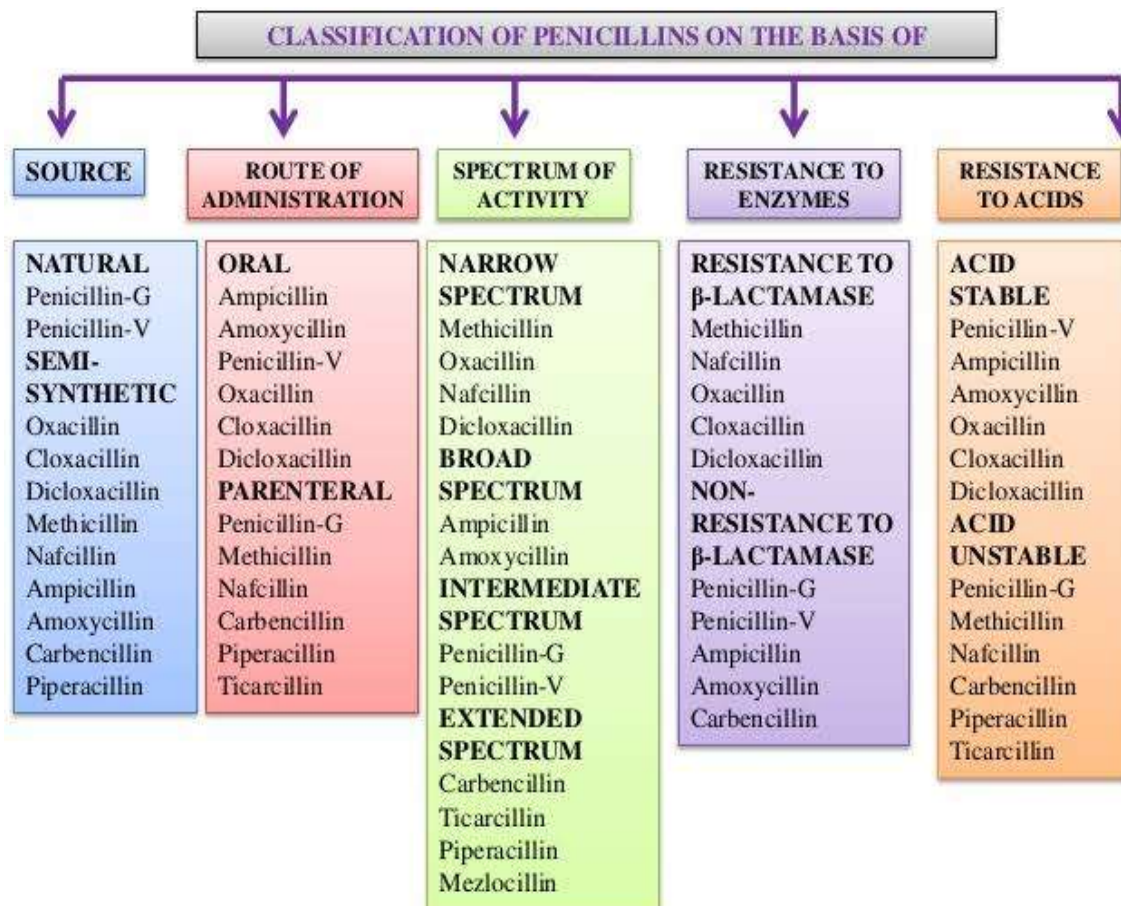 CLASSIFICATION OF PENICILLINS ON THE BASIS OF
SOURCE
NATURAL
Penicillin-G
Penicillin-V
SEMI-
SYNTHETIC
Oxacillin
Cloxacillin
Dicloxacillin
Methicillin
Nafcillin
Ampicillin
Amoxycillin
Carbencillin
Piperacillin
ROUTE OF
ADMINISTRATION
ORAL
Ampicillin
Amoxycillin
Penicillin-V
Oxacillin
Cloxacillin
Dicloxacillin
PARENTERAL
Penicillin-G
Methicillin
Nafcillin
Carbencillin
Piperacillin
Ticarcillin
SPECTRUM OF
ACTIVITY
NARROW
SPECTRUM
Methicillin
Oxacillin
Nafcillin
Dicloxacillin
BROAD
SPECTRUM
Ampicillin
Amoxycillin
INTERMEDIATE
SPECTRUM
Penicillin-G
Penicillin-V
EXTENDED
SPECTRUM
Carbencillin
Ticarcillin
Piperacillin
Mezlocillin
RESISTANCE TO
ENZYMES
RESISTANCE TO
β-LACTAMASE
Methicillin
Nafcillin
Oxacillin
Cloxacillin
Dicloxacillin
NON-
RESISTANCE TO
β-LACTAMASE
Penicillin-G
Penicillin-V
Ampicillin
Amoxycillin
Carbencillin
RESISTANCE
TO ACIDS
ACID
STABLE
Penicillin-V
Ampicillin
Amoxycillin
Oxacillin
Cloxacillin
Dicloxacillin
ACID
UNSTABLE
Penicillin-G
Methicillin
Nafcillin
Carbencillin
Piperacillin
Ticarcillin